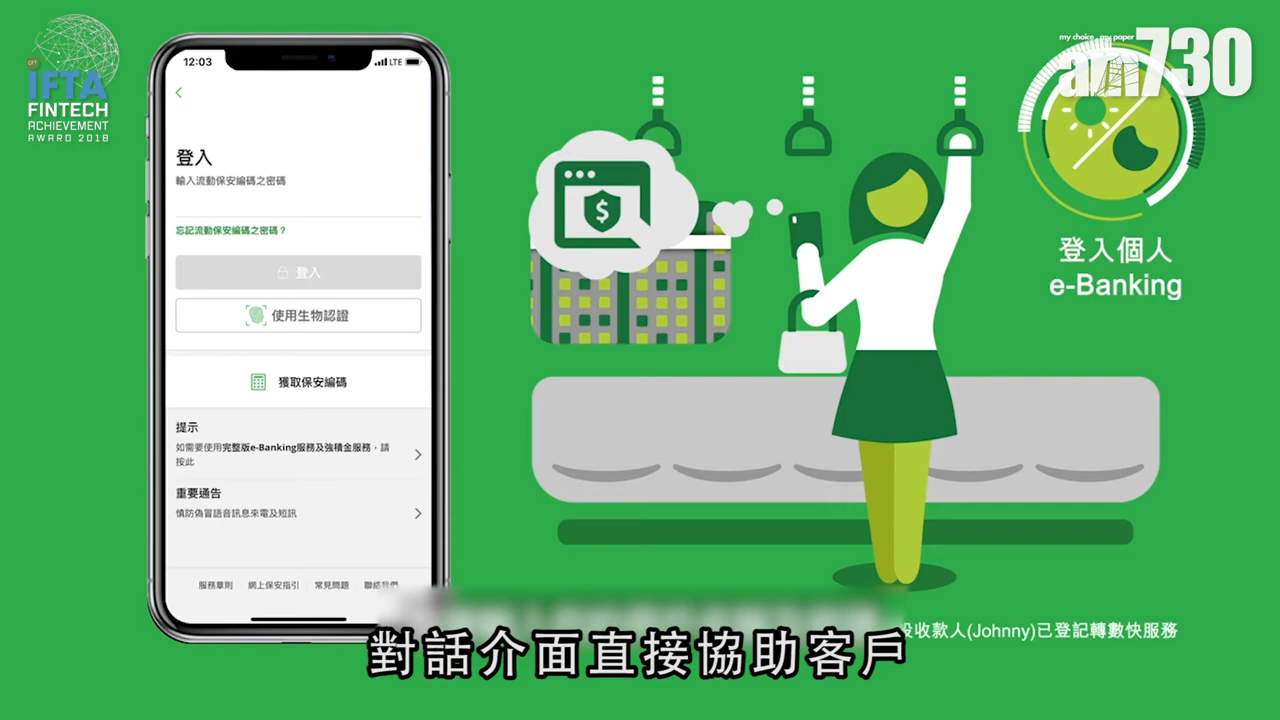 IFTA
FINTECH
ACHIEVEMENT
AWARD 2018
12:03
LTE
登入
輸入流動保安編碼之密碼
忘記流動保安編碼之密碼？
登入
使用生物認證
獲取保安編碼
提示
如需要使用完整版e-Banking服務及強積金服務，請
按此
重要通告
慎防偽冒語音訊息來電及短訊
服務章則
網上保安指引
常見問題
聯絡我們
$
my choice . my paper
am730
登入個人
e-Banking
收款人(Johnny)已登記轉數快服務
對話介面直接協助客戶